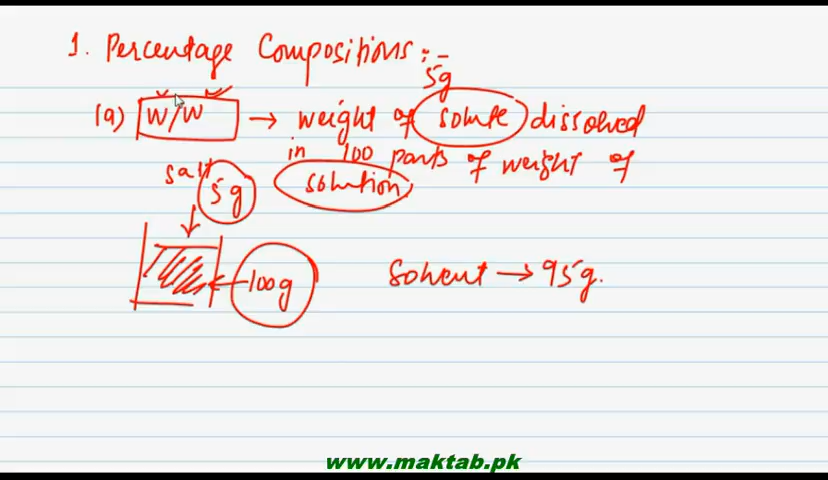 1. Percentage Compositions:-
5g
(a) W/W → weight of solute dissolved
in 100 parts of weight of
salt
5g
solution
100g
Solvent → 95g.
www.maktab.pk